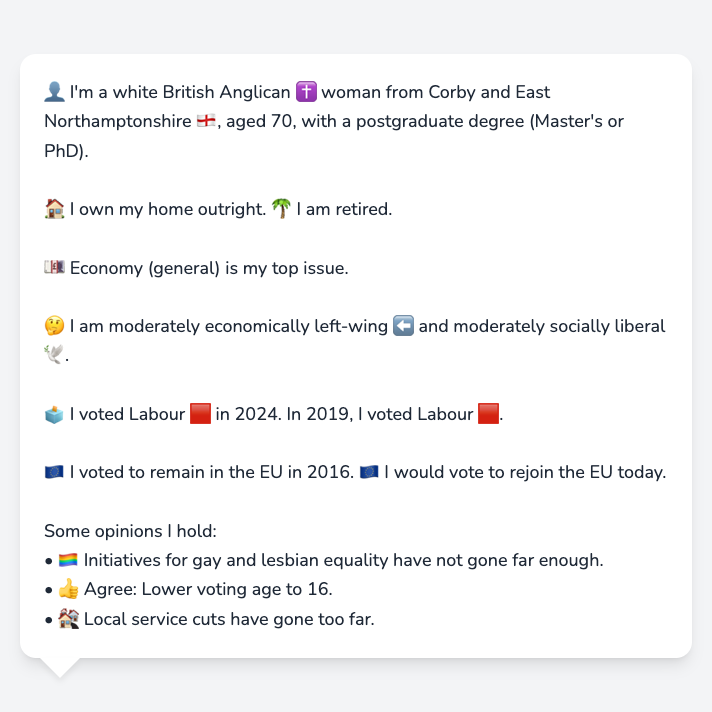 👤 I'm a white British Anglican ✝️ woman from Corby and East
Northamptonshire 🏴󠁧󠁢󠁥󠁮󠁧󠁿, aged 70, with a postgraduate degree (Master's or
PhD).
🏠 I own my home outright. 🌴 I am retired.
💷 Economy (general) is my top issue.
🤔 I am moderately economically left-wing ⬅️ and moderately socially liberal
🕊️.
🗳️ I voted Labour 🟥 in 2024. In 2019, I voted Labour 🟥.
🇪🇺 I voted to remain in the EU in 2016. 🇪🇺 I would vote to rejoin the EU today.
Some opinions I hold:
• 🏳️‍🌈 Initiatives for gay and lesbian equality have not gone far enough.
• 👍 Agree: Lower voting age to 16.
• 🏚️ Local service cuts have gone too far.